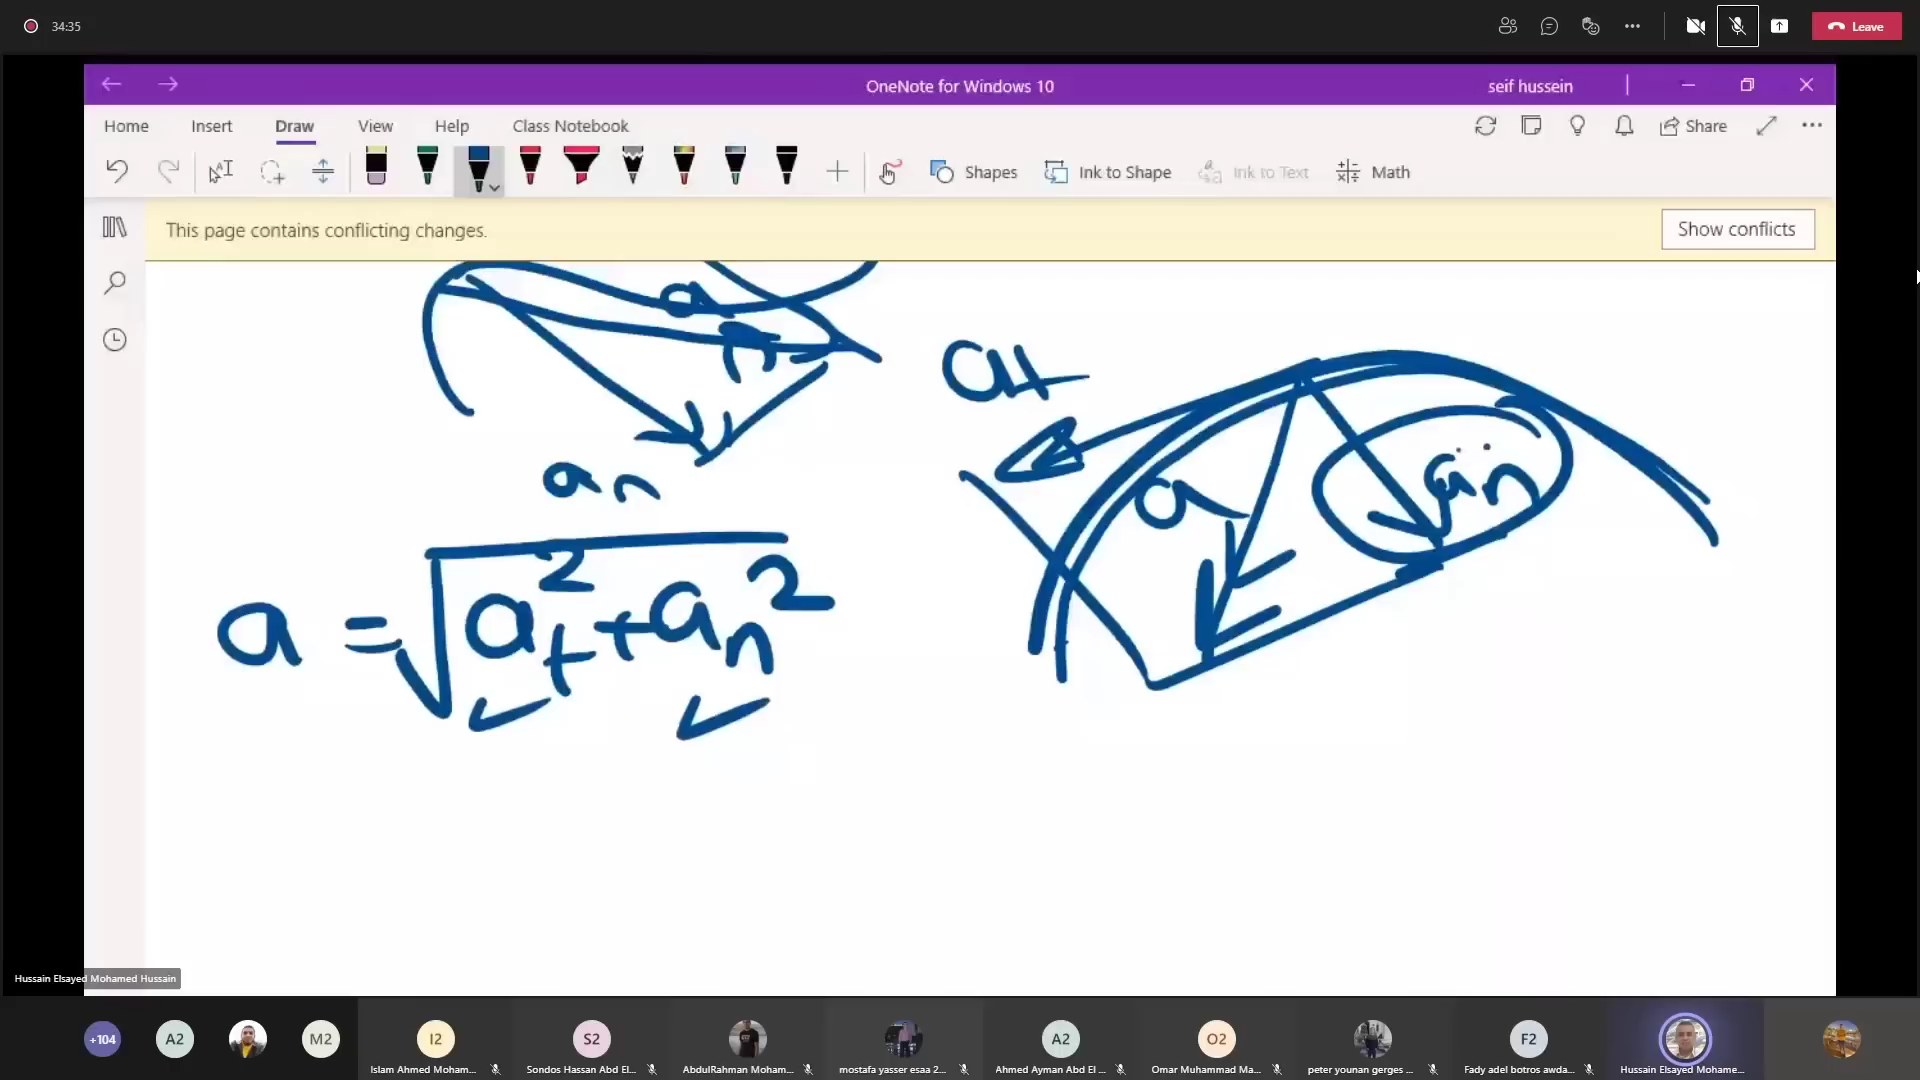 34:35
Leave
OneNote for Windows 10
seif hussein
Home Insert Draw View Help Class Notebook
Share
Shapes Ink to Shape Ink to Text Math
This page contains conflicting changes.
Show conflicts
a
n
at
a n
a
an
a = √at² + an²
Hussain Elsayed Mohamed Hussain
+104 A2 M2 I2 S2 A2 O2 F2
Islam Ahmed Moham... Sondos Hassan Abd El... AbdulRahman Moham... mostafa yasser esaa 2... Ahmed Ayman Abd El ... Omar Muhammad Ma... peter younan gerges ... Fady adel botros awda... Hussain Elsayed Mohame...